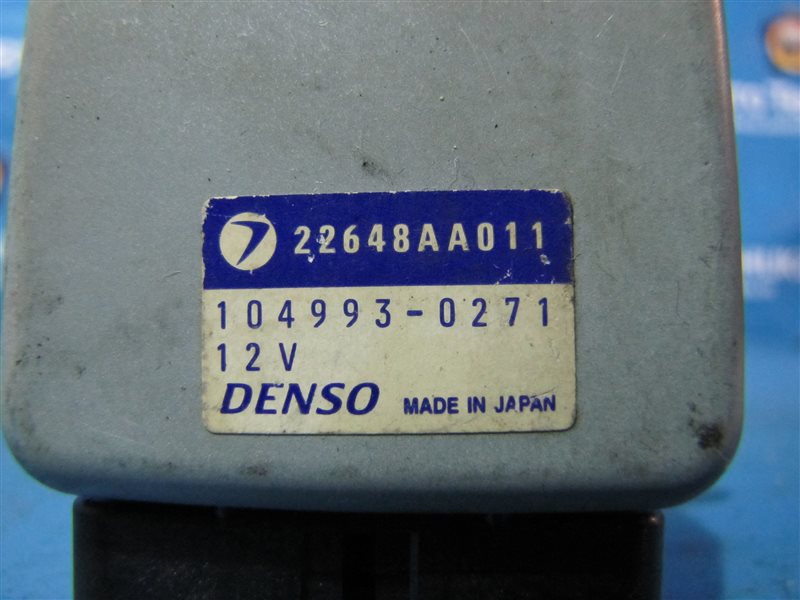 22648AA011
104993-0271
12V
DENSO MADE IN JAPAN